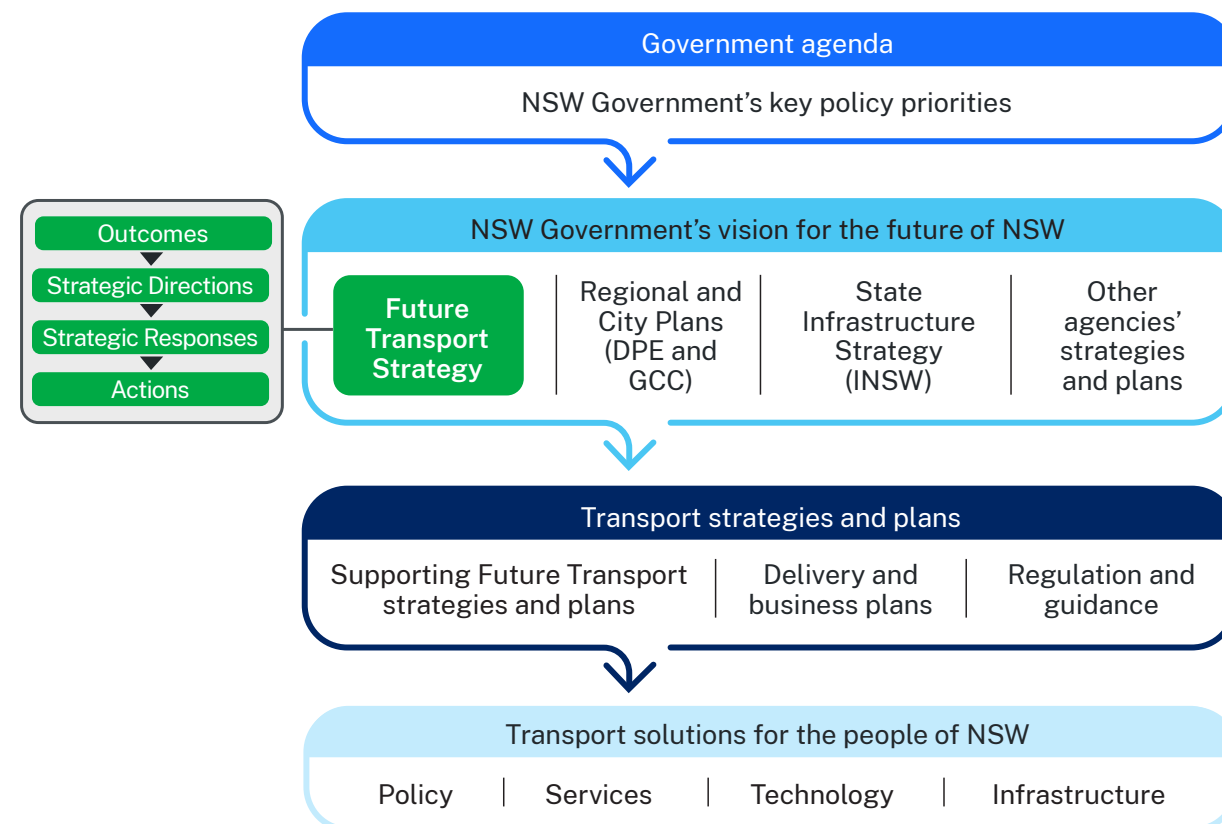 Government agenda
NSW Government’s key policy priorities
Outcomes
Strategic Directions
Strategic Responses
Actions
NSW Government’s vision for the future of NSW
Future
Transport
Strategy
Regional and
City Plans
(DPE and
GCC)
State
Infrastructure
Strategy
(INSW)
Other
agencies’
strategies
and plans
Transport strategies and plans
Supporting Future Transport
strategies and plans
Delivery and
business plans
Regulation and
guidance
Transport solutions for the people of NSW
Policy
Services
Technology
Infrastructure